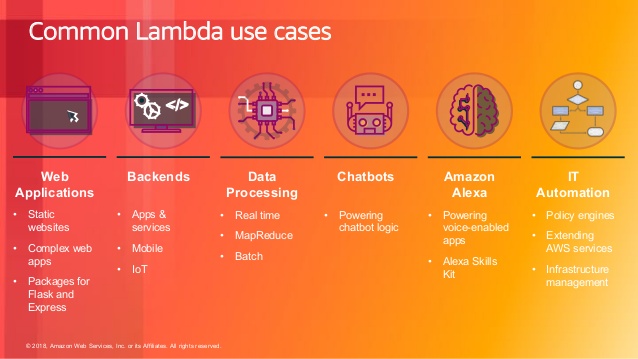 Common Lambda use cases
</>
Web
Applications
• Static
websites
• Complex web
apps
• Packages for
Flask and
Express
Backends
• Apps &
services
• Mobile
• IoT
Data
Processing
• Real time
• MapReduce
• Batch
Chatbots
• Powering
chatbot logic
Amazon
Alexa
• Powering
voice-enabled
apps
• Alexa Skills
Kit
IT
Automation
• Policy engines
• Extending
AWS services
• Infrastructure
management
© 2018, Amazon Web Services, Inc. or its Affiliates. All rights reserved.